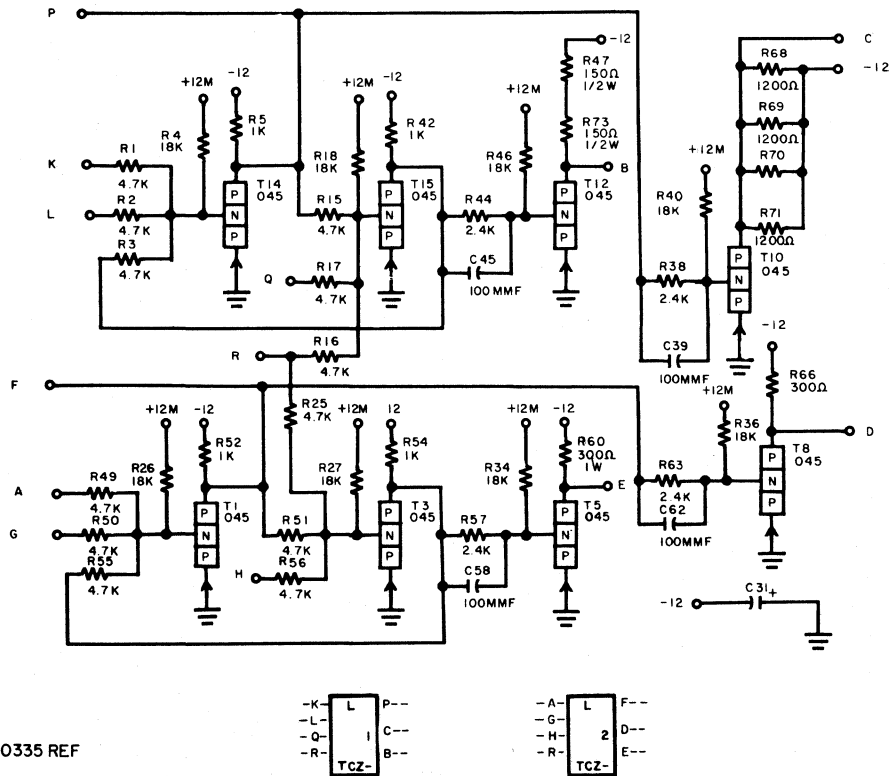 P
C
-12
-12
R47
150Ω
1/2W
R68
1200Ω
+12M
-12
+12M
-12
+12M
R5
1K
R42
1K
R73
150Ω
1/2W
R69
1200Ω
R4
18K
R18
18K
R46
18K
+12M
K
R1
4.7K
B
R70
T14
045
T15
045
T12
045
R40
18K
L
R2
4.7K
R15
4.7K
R44
2.4K
R71
1200Ω
P
N
P
P
N
P
P
N
P
R3
4.7K
T10
045
Q
R17
4.7K
C45
100MMF
R38
2.4K
P
N
P
R
R16
4.7K
C39
100MMF
-12
F
R66
300Ω
R25
4.7K
+12M
-12
+12M
12
+12M
-12
+12M
R52
1K
R54
1K
R60
300Ω
1W
R36
18K
D
R26
18K
R27
18K
R34
18K
T8
045
A
R49
4.7K
E
R63
2.4K
P
N
P
T1
045
T3
045
T5
045
G
R50
4.7K
R51
4.7K
R57
2.4K
C62
100MMF
P
N
P
P
N
P
P
N
P
R55
4.7K
H
R56
4.7K
C58
100MMF
-12
C31
+
-K- L P--
-L-
-Q- 1 C--
-R- B--
TCZ-
-A- L F--
-G-
-H- 2 D--
-R- E--
TCZ-
0335 REF